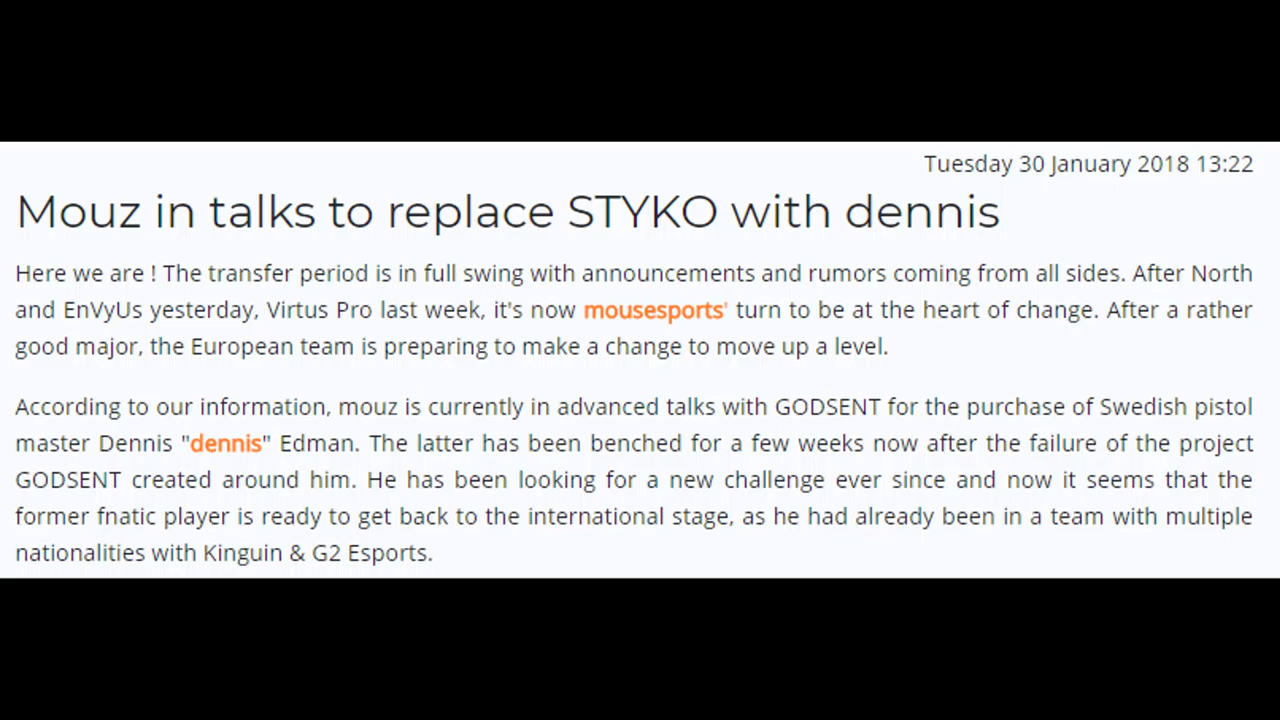 Tuesday 30 January 2018 13:22
Mouz in talks to replace STYKO with dennis
Here we are ! The transfer period is in full swing with announcements and rumors coming from all sides. After North
and EnVyUs yesterday, Virtus Pro last week, it's now mousesports' turn to be at the heart of change. After a rather
good major, the European team is preparing to make a change to move up a level.
According to our information, mouz is currently in advanced talks with GODSENT for the purchase of Swedish pistol
master Dennis "dennis" Edman. The latter has been benched for a few weeks now after the failure of the project
GODSENT created around him. He has been looking for a new challenge ever since and now it seems that the
former fnatic player is ready to get back to the international stage, as he had already been in a team with multiple
nationalities with Kinguin & G2 Esports.